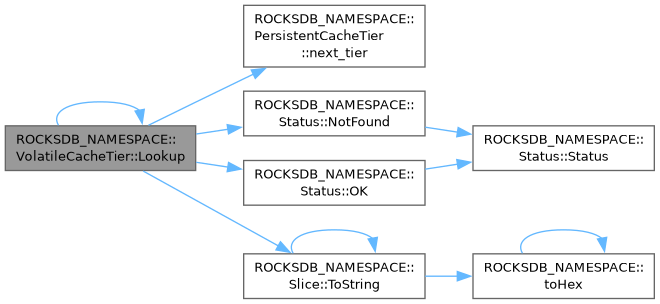 ROCKSDB_NAMESPACE::
VolatileCacheTier::Lookup
ROCKSDB_NAMESPACE::
PersistentCacheTier
::next_tier
ROCKSDB_NAMESPACE::
Status::NotFound
ROCKSDB_NAMESPACE::
Status::OK
ROCKSDB_NAMESPACE::
Slice::ToString
ROCKSDB_NAMESPACE::
Status::Status
ROCKSDB_NAMESPACE::
toHex